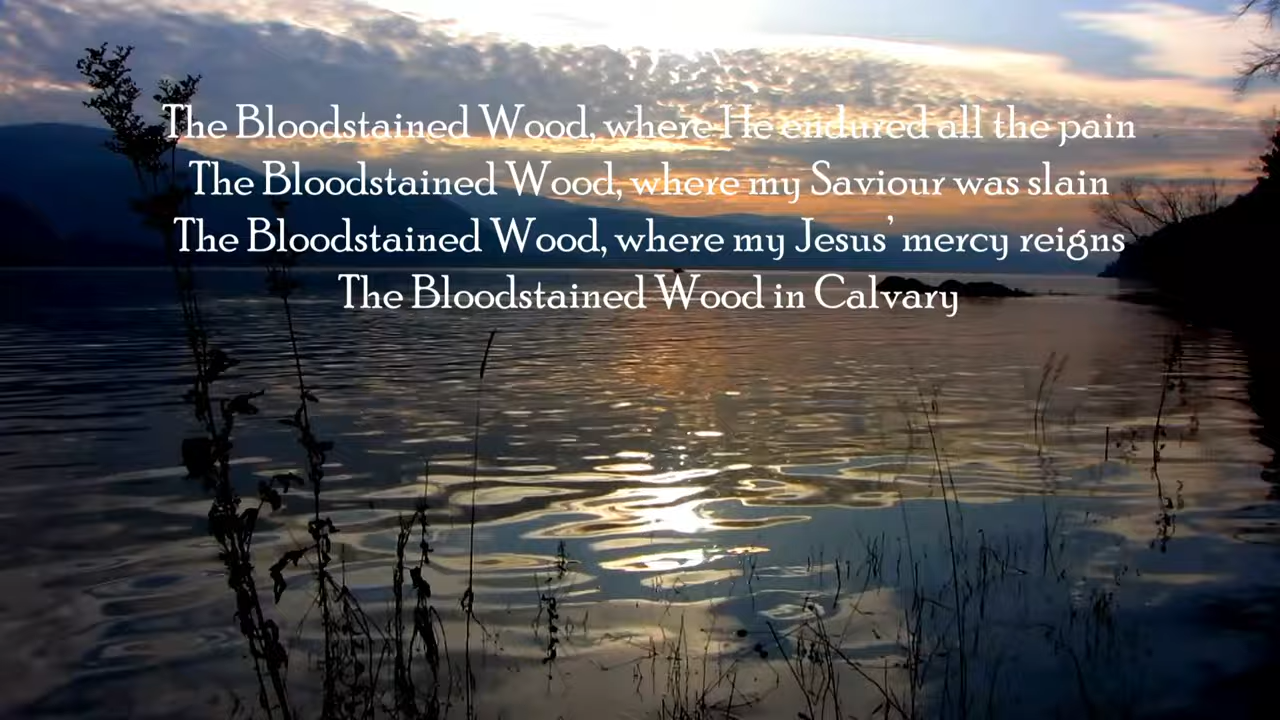 The Bloodstained Wood, where He endured all the pain
The Bloodstained Wood, where my Saviour was slain
The Bloodstained Wood, where my Jesus' mercy reigns
The Bloodstained Wood in Calvary